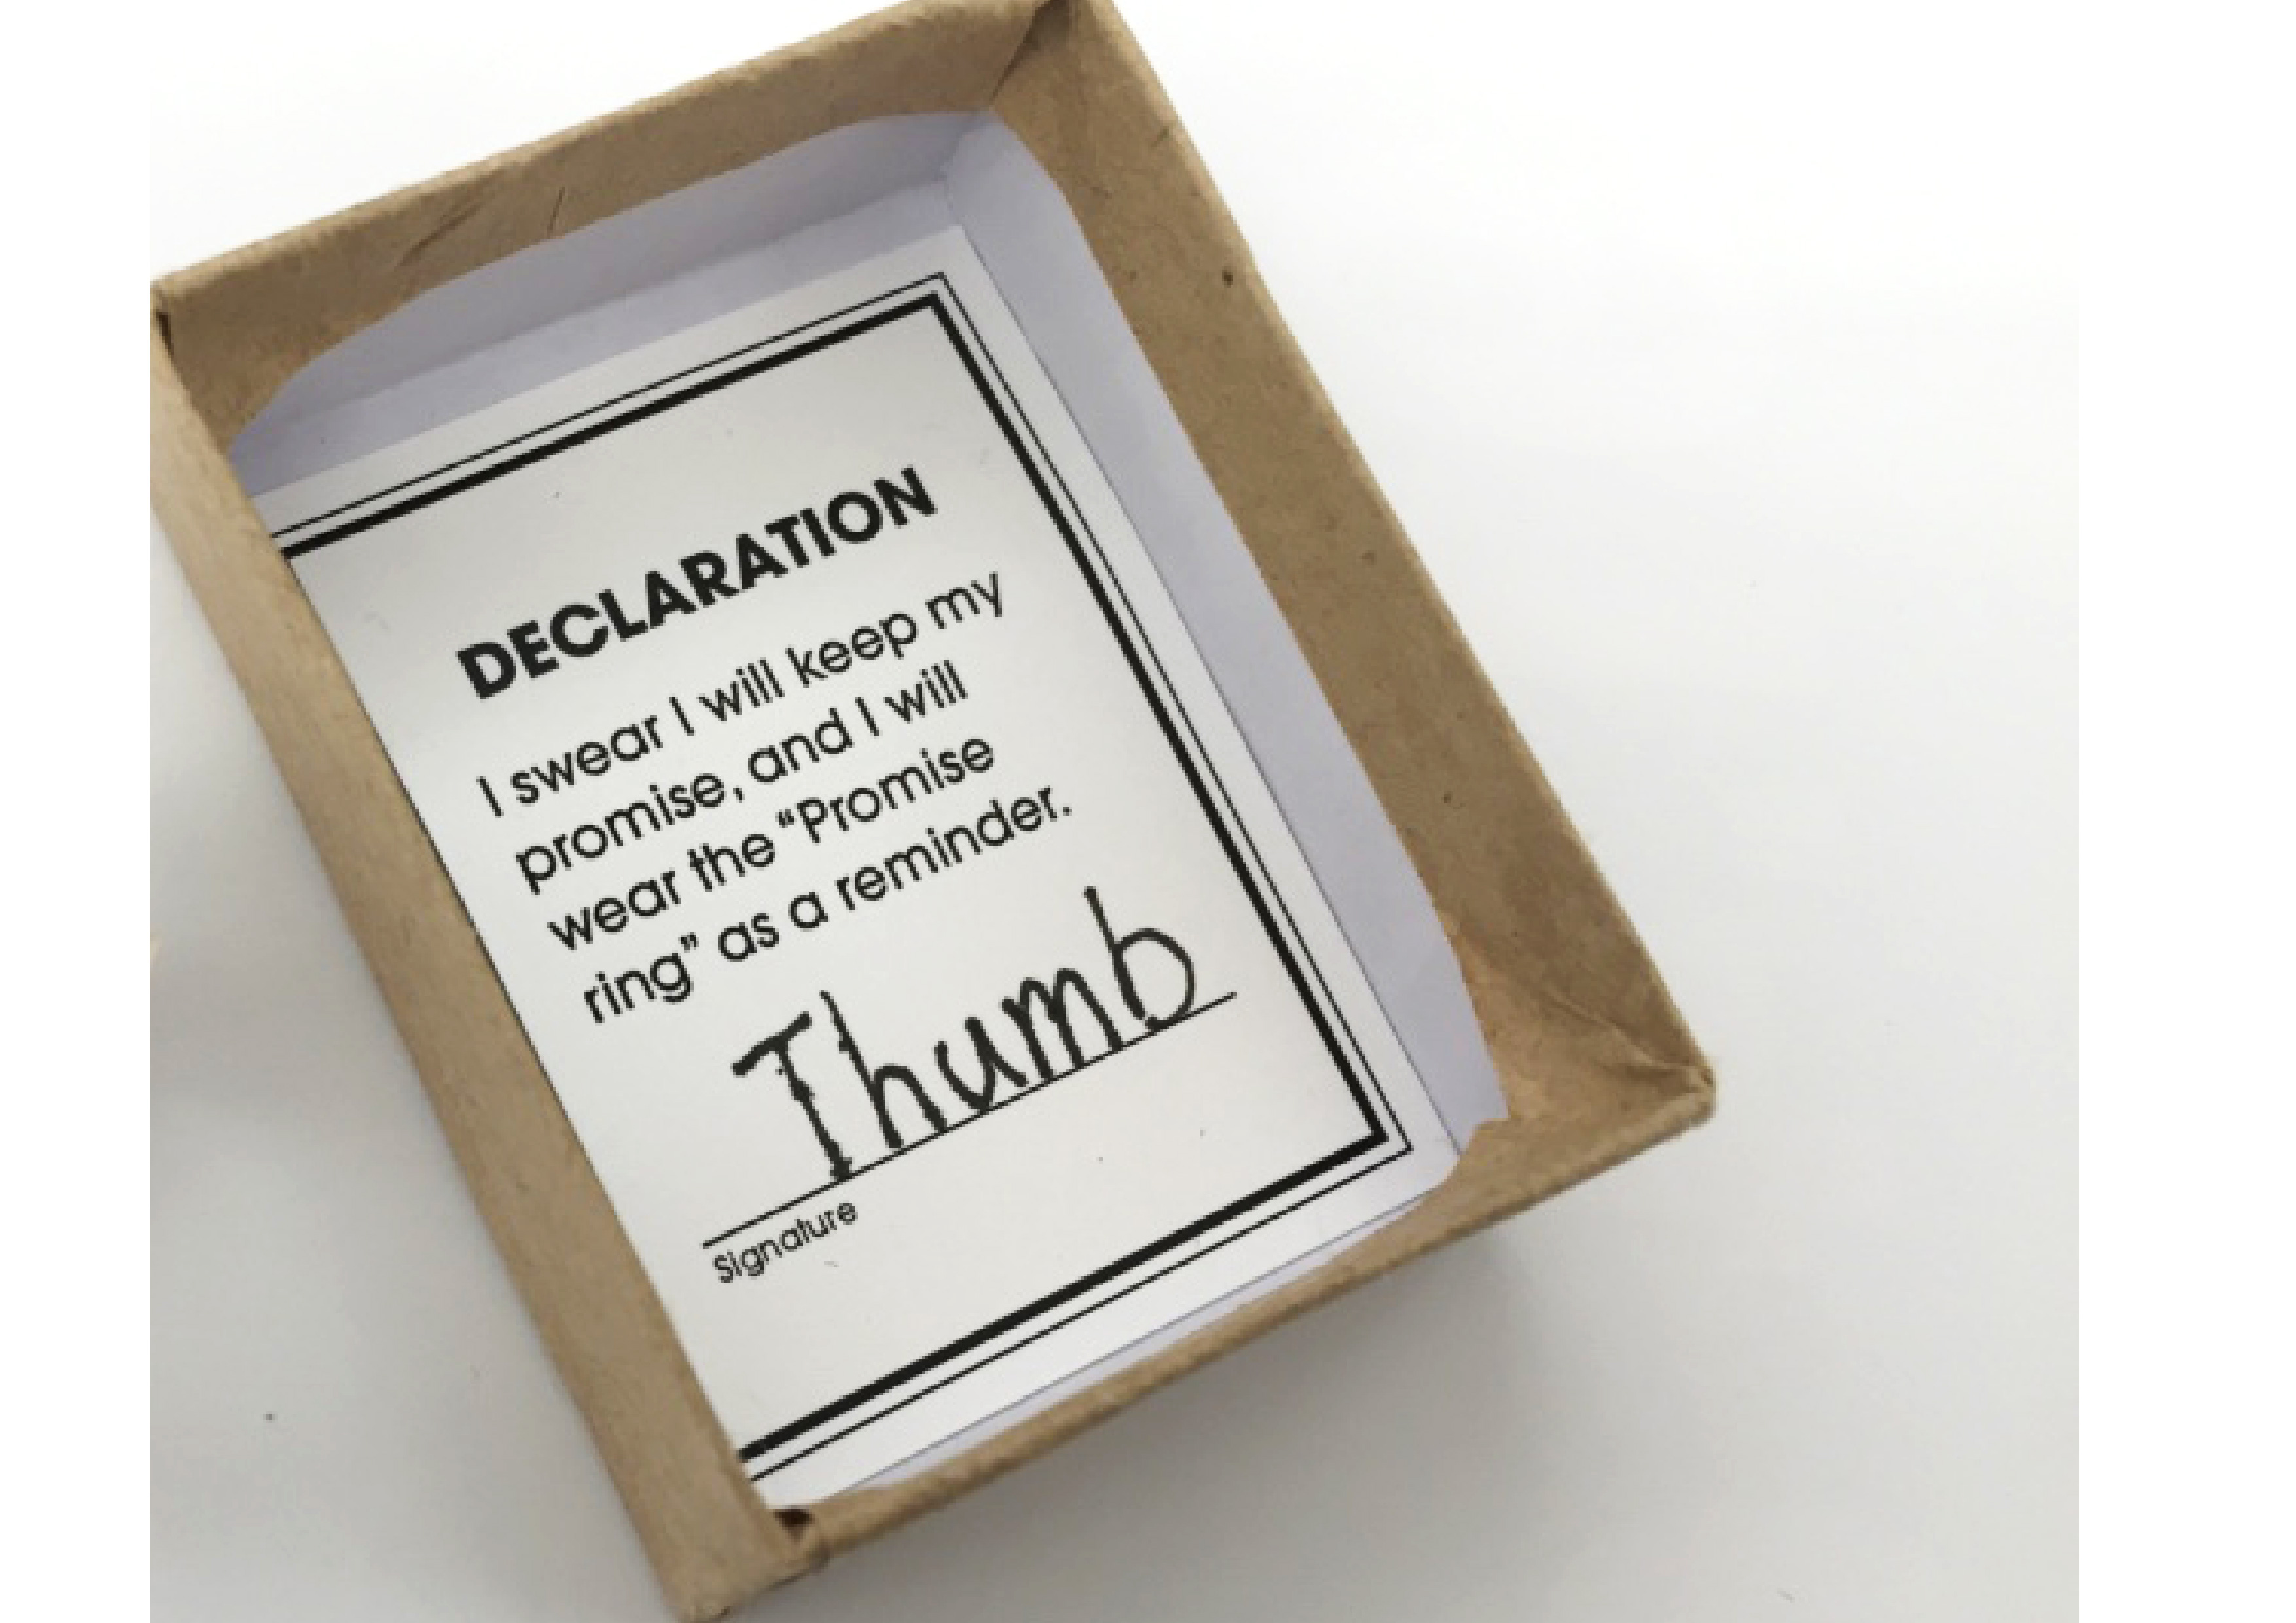 DECLARATION
I swear I will keep my
promise, and I will
wear the “Promise
ring” as a reminder.
Thumb
Signature